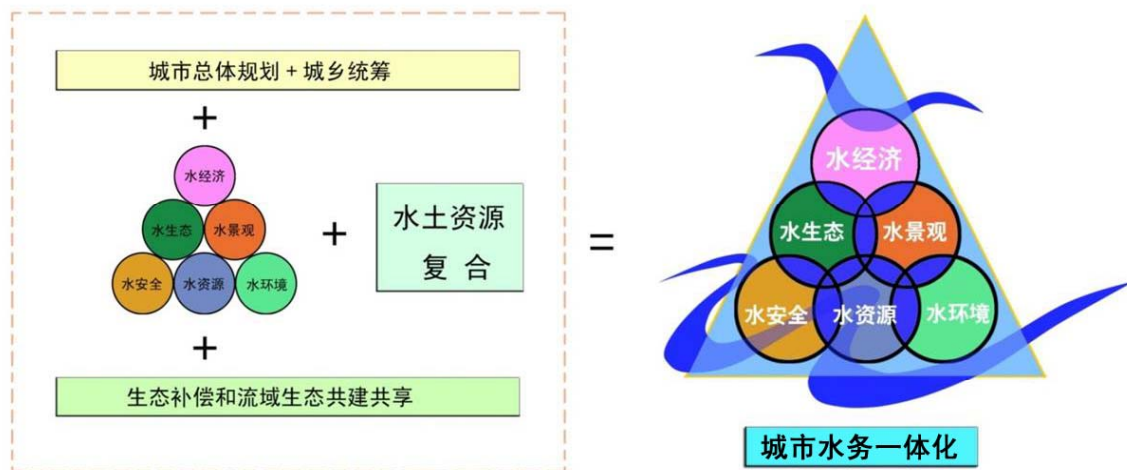 城市总体规划 + 城乡统筹
+
水经济
水生态 水景观
+
水土资源
复 合
水安全 水资源 水环境
+
生态补偿和流域生态共建共享
=
水经济
水生态 水景观
水安全 水资源 水环境
城市水务一体化